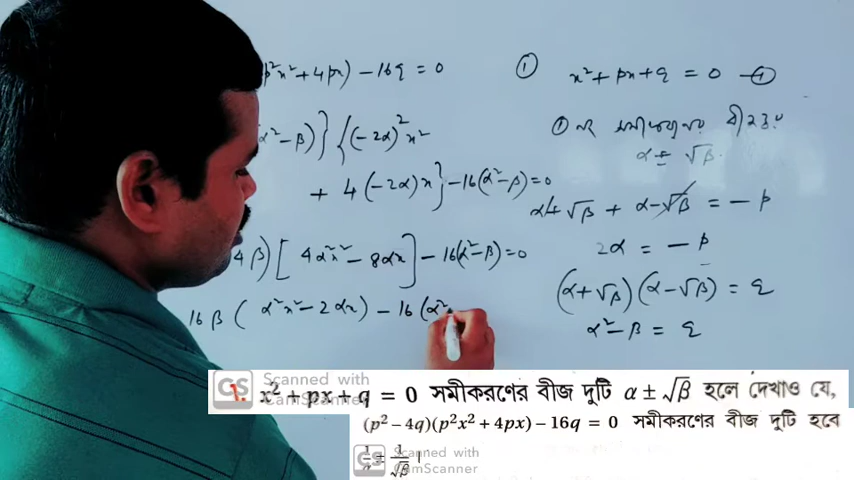 p²x² + 4px) - 16q = 0
α² - β)} {(-2α)² x²
+ 4(-2α)x} - 16(α² - β) = 0
4β) [4α²x² - 8αx] - 16(α² - β) = 0
16β (α²x² - 2αx) - 16(α²
①
x² + px + q = 0 - ①
① নং সমীকরণের বীজদ্বয়
α ± √β.
α + √β + α - √β = - p
2α = - p
(α + √β)(α - √β) = q
α² - β = q
Scanned with
CamScanner
1. x² + px + q = 0 সমীকরণের বীজ দুটি α ± √β হলে দেখাও যে,
(p² - 4q)(p²x² + 4px) - 16q = 0 সমীকরণের বীজ দুটি হবে
1/α ± 1/√β ।
Scanned with
CamScanner